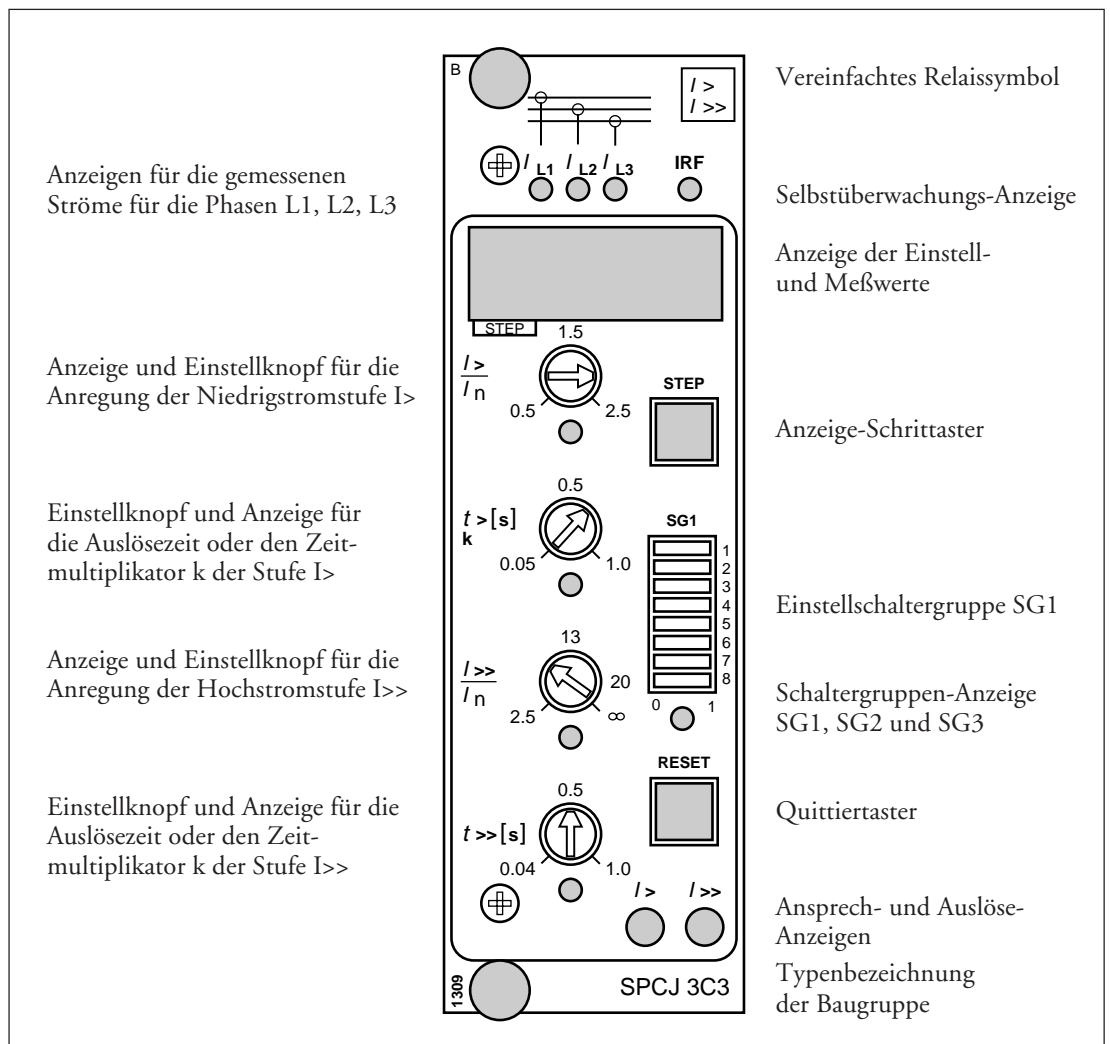 B
I >
I >>
I L1 I L2 I L3
IRF
STEP
1.5
I >
I n
0.5
2.5
STEP
0.5
t > [s]
k
0.05
1.0
SG1
1
2
3
4
5
6
7
8
0
1
13
I >>
I n
20
2.5
∞
RESET
0.5
t >> [s]
0.04
1.0
I >
I >>
1309
SPCJ 3C3
Anzeigen für die gemessenen
Ströme für die Phasen L1, L2, L3
Anzeige und Einstellknopf für die
Anregung der Niedrigstromstufe I>
Einstellknopf und Anzeige für
die Auslösezeit oder den Zeit-
multiplikator k der Stufe I>
Anzeige und Einstellknopf für die
Anregung der Hochstromstufe I>>
Einstellknopf und Anzeige für die
Auslösezeit oder den Zeit-
multiplikator k der Stufe I>>
Vereinfachtes Relaissymbol
Selbstüberwachungs-Anzeige
Anzeige der Einstell-
und Meßwerte
Anzeige-Schrittaster
Einstellschaltergruppe SG1
Schaltergruppen-Anzeige
SG1, SG2 und SG3
Quittiertaster
Ansprech- und Auslöse-
Anzeigen
Typenbezeichnung
der Baugruppe